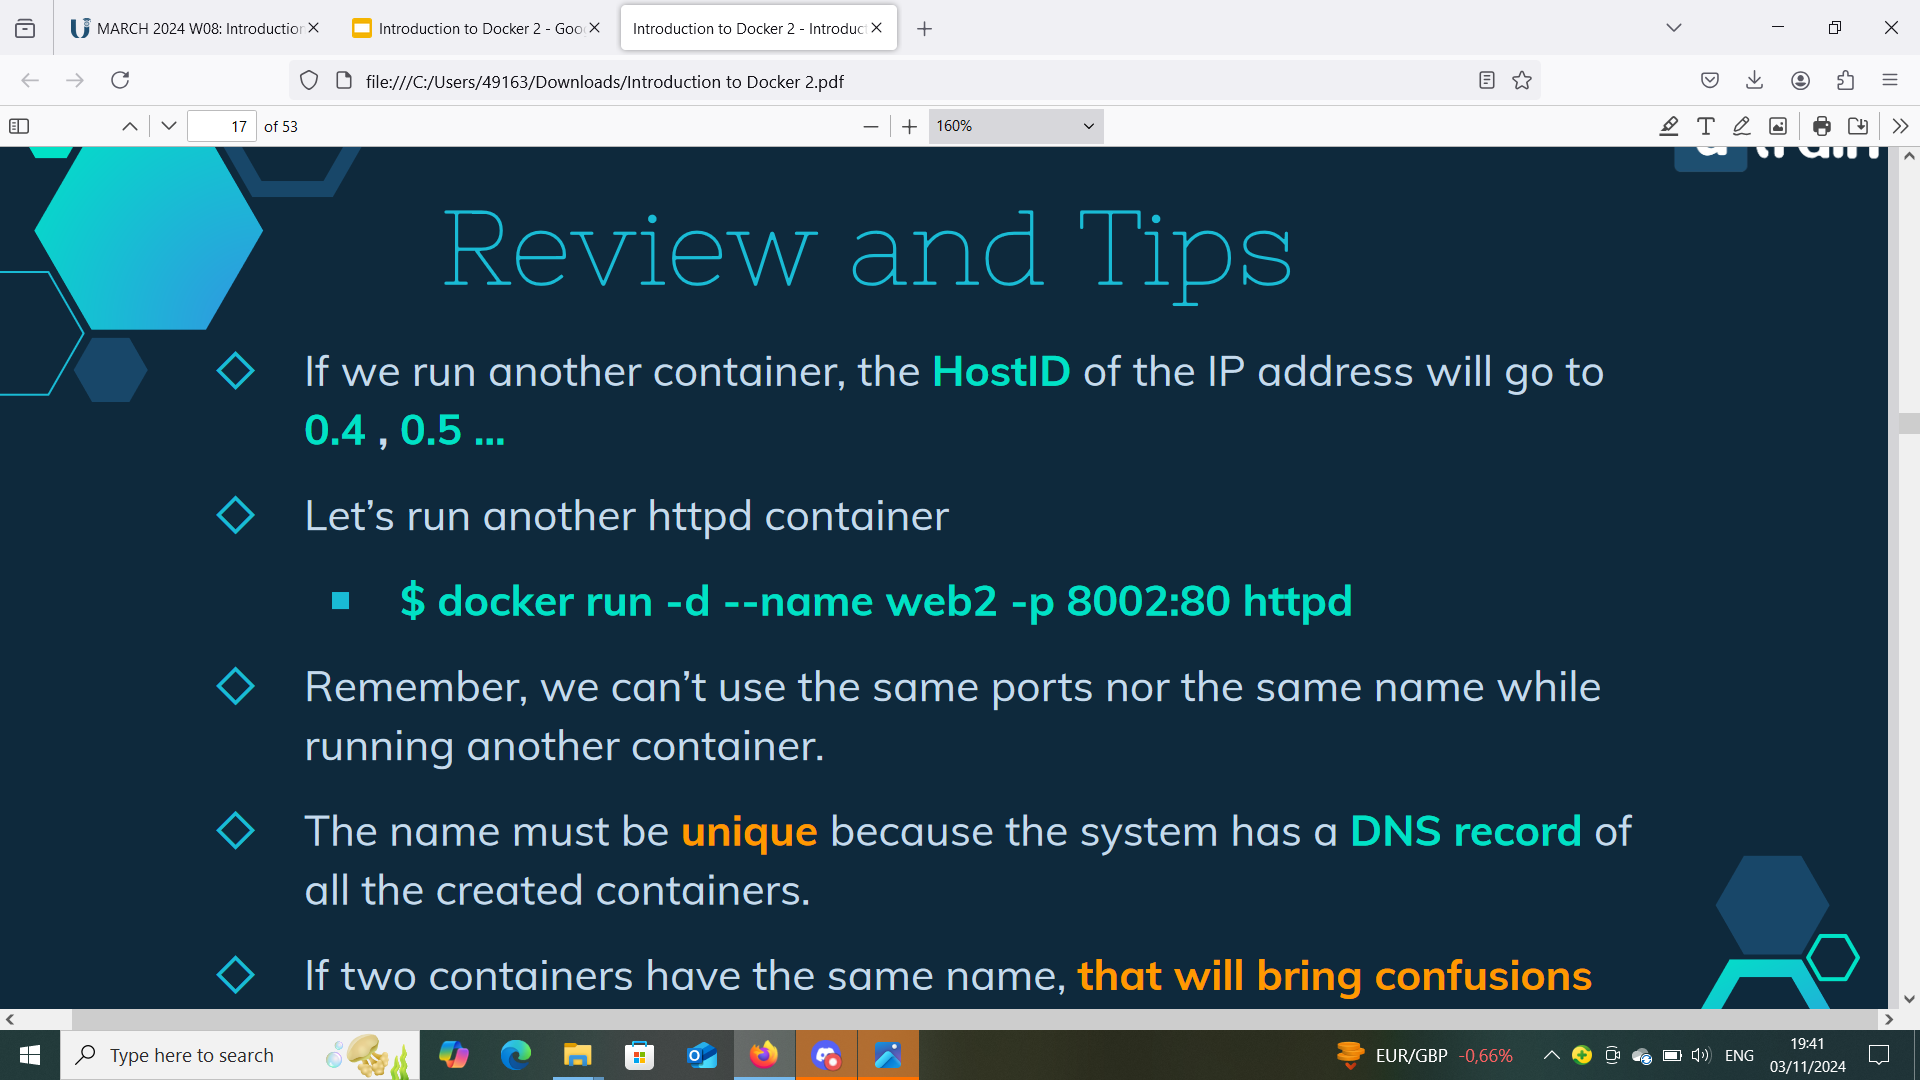 MARCH 2024 W08: Introduction
Introduction to Docker 2 - Goo
Introduction to Docker 2 - Introduc
file:///C:/Users/49163/Downloads/Introduction to Docker 2.pdf
17 of 53
160%
Review and Tips
If we run another container, the HostID of the IP address will go to
0.4 , 0.5 ...
Let’s run another httpd container
$ docker run -d --name web2 -p 8002:80 httpd
Remember, we can’t use the same ports nor the same name while
running another container.
The name must be unique because the system has a DNS record of
all the created containers.
If two containers have the same name, that will bring confusions
Type here to search
EUR/GBP -0,66%
ENG
19:41
03/11/2024